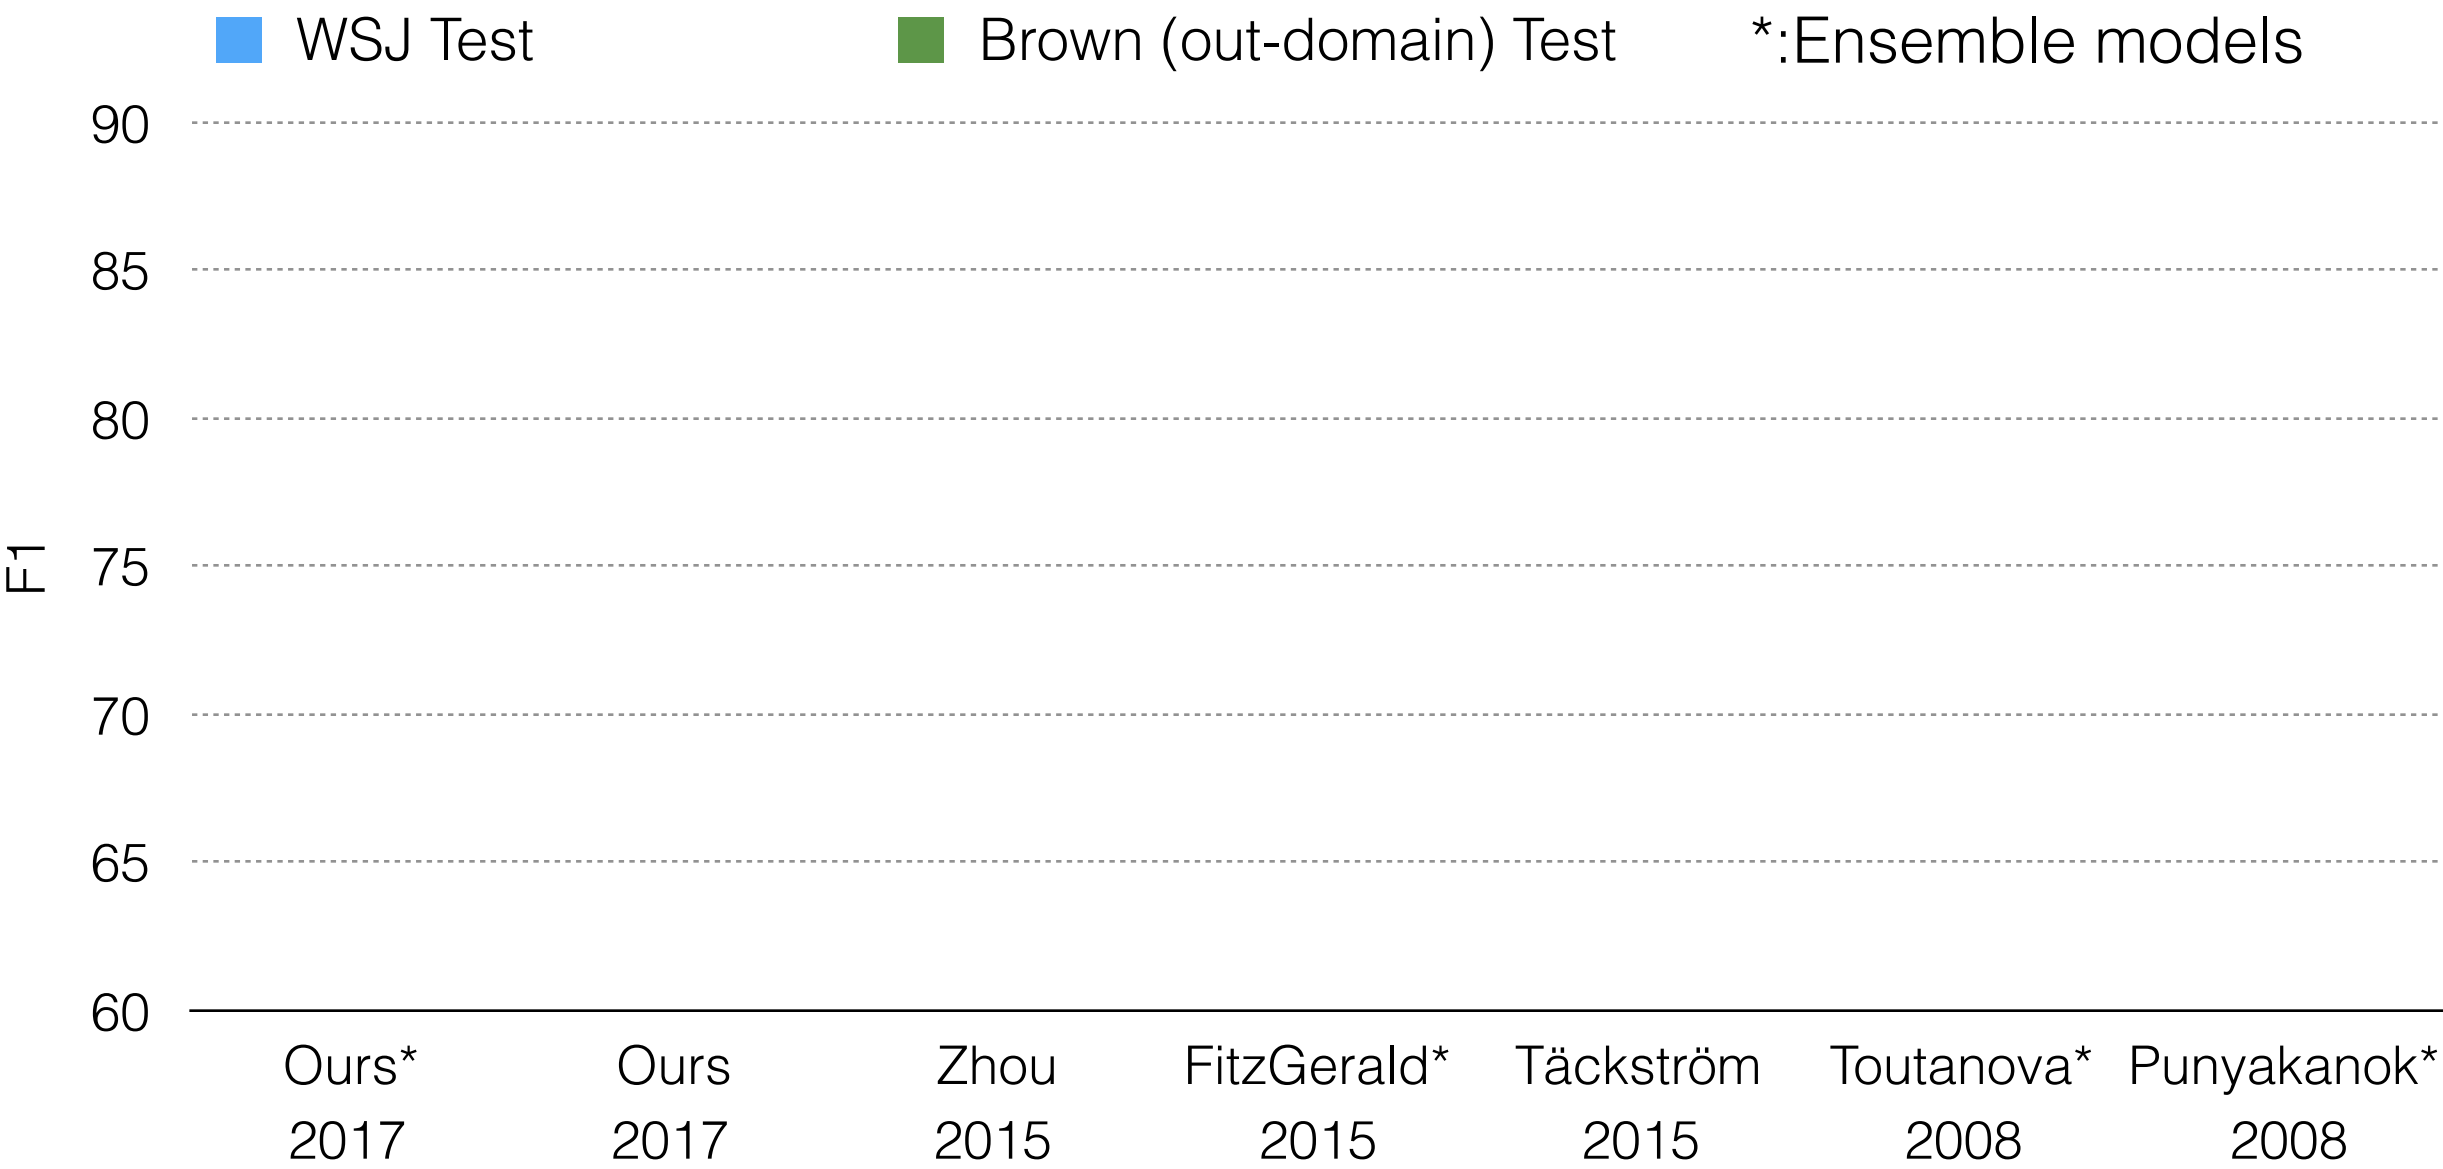 WSJ Test Brown (out-domain) Test *:Ensemble models
90
85
80
75
70
65
60
F1
Ours* Ours Zhou FitzGerald* Täckström Toutanova* Punyakanok*
2017 2017 2015 2015 2015 2008 2008